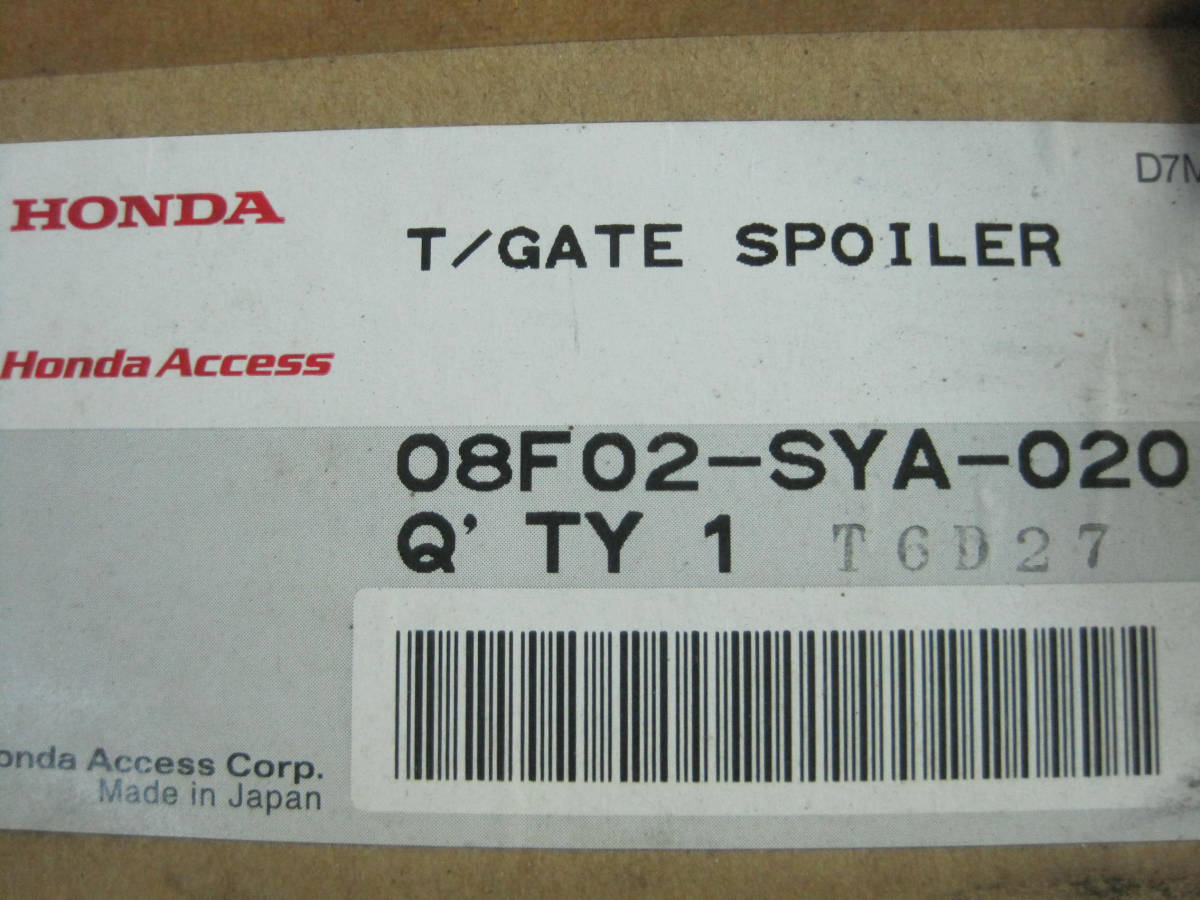 D7M
HONDA
T/GATE SPOILER
Honda Access
08F02-SYA-020
Q'TY 1 T6D27
onda Access Corp.
Made in Japan